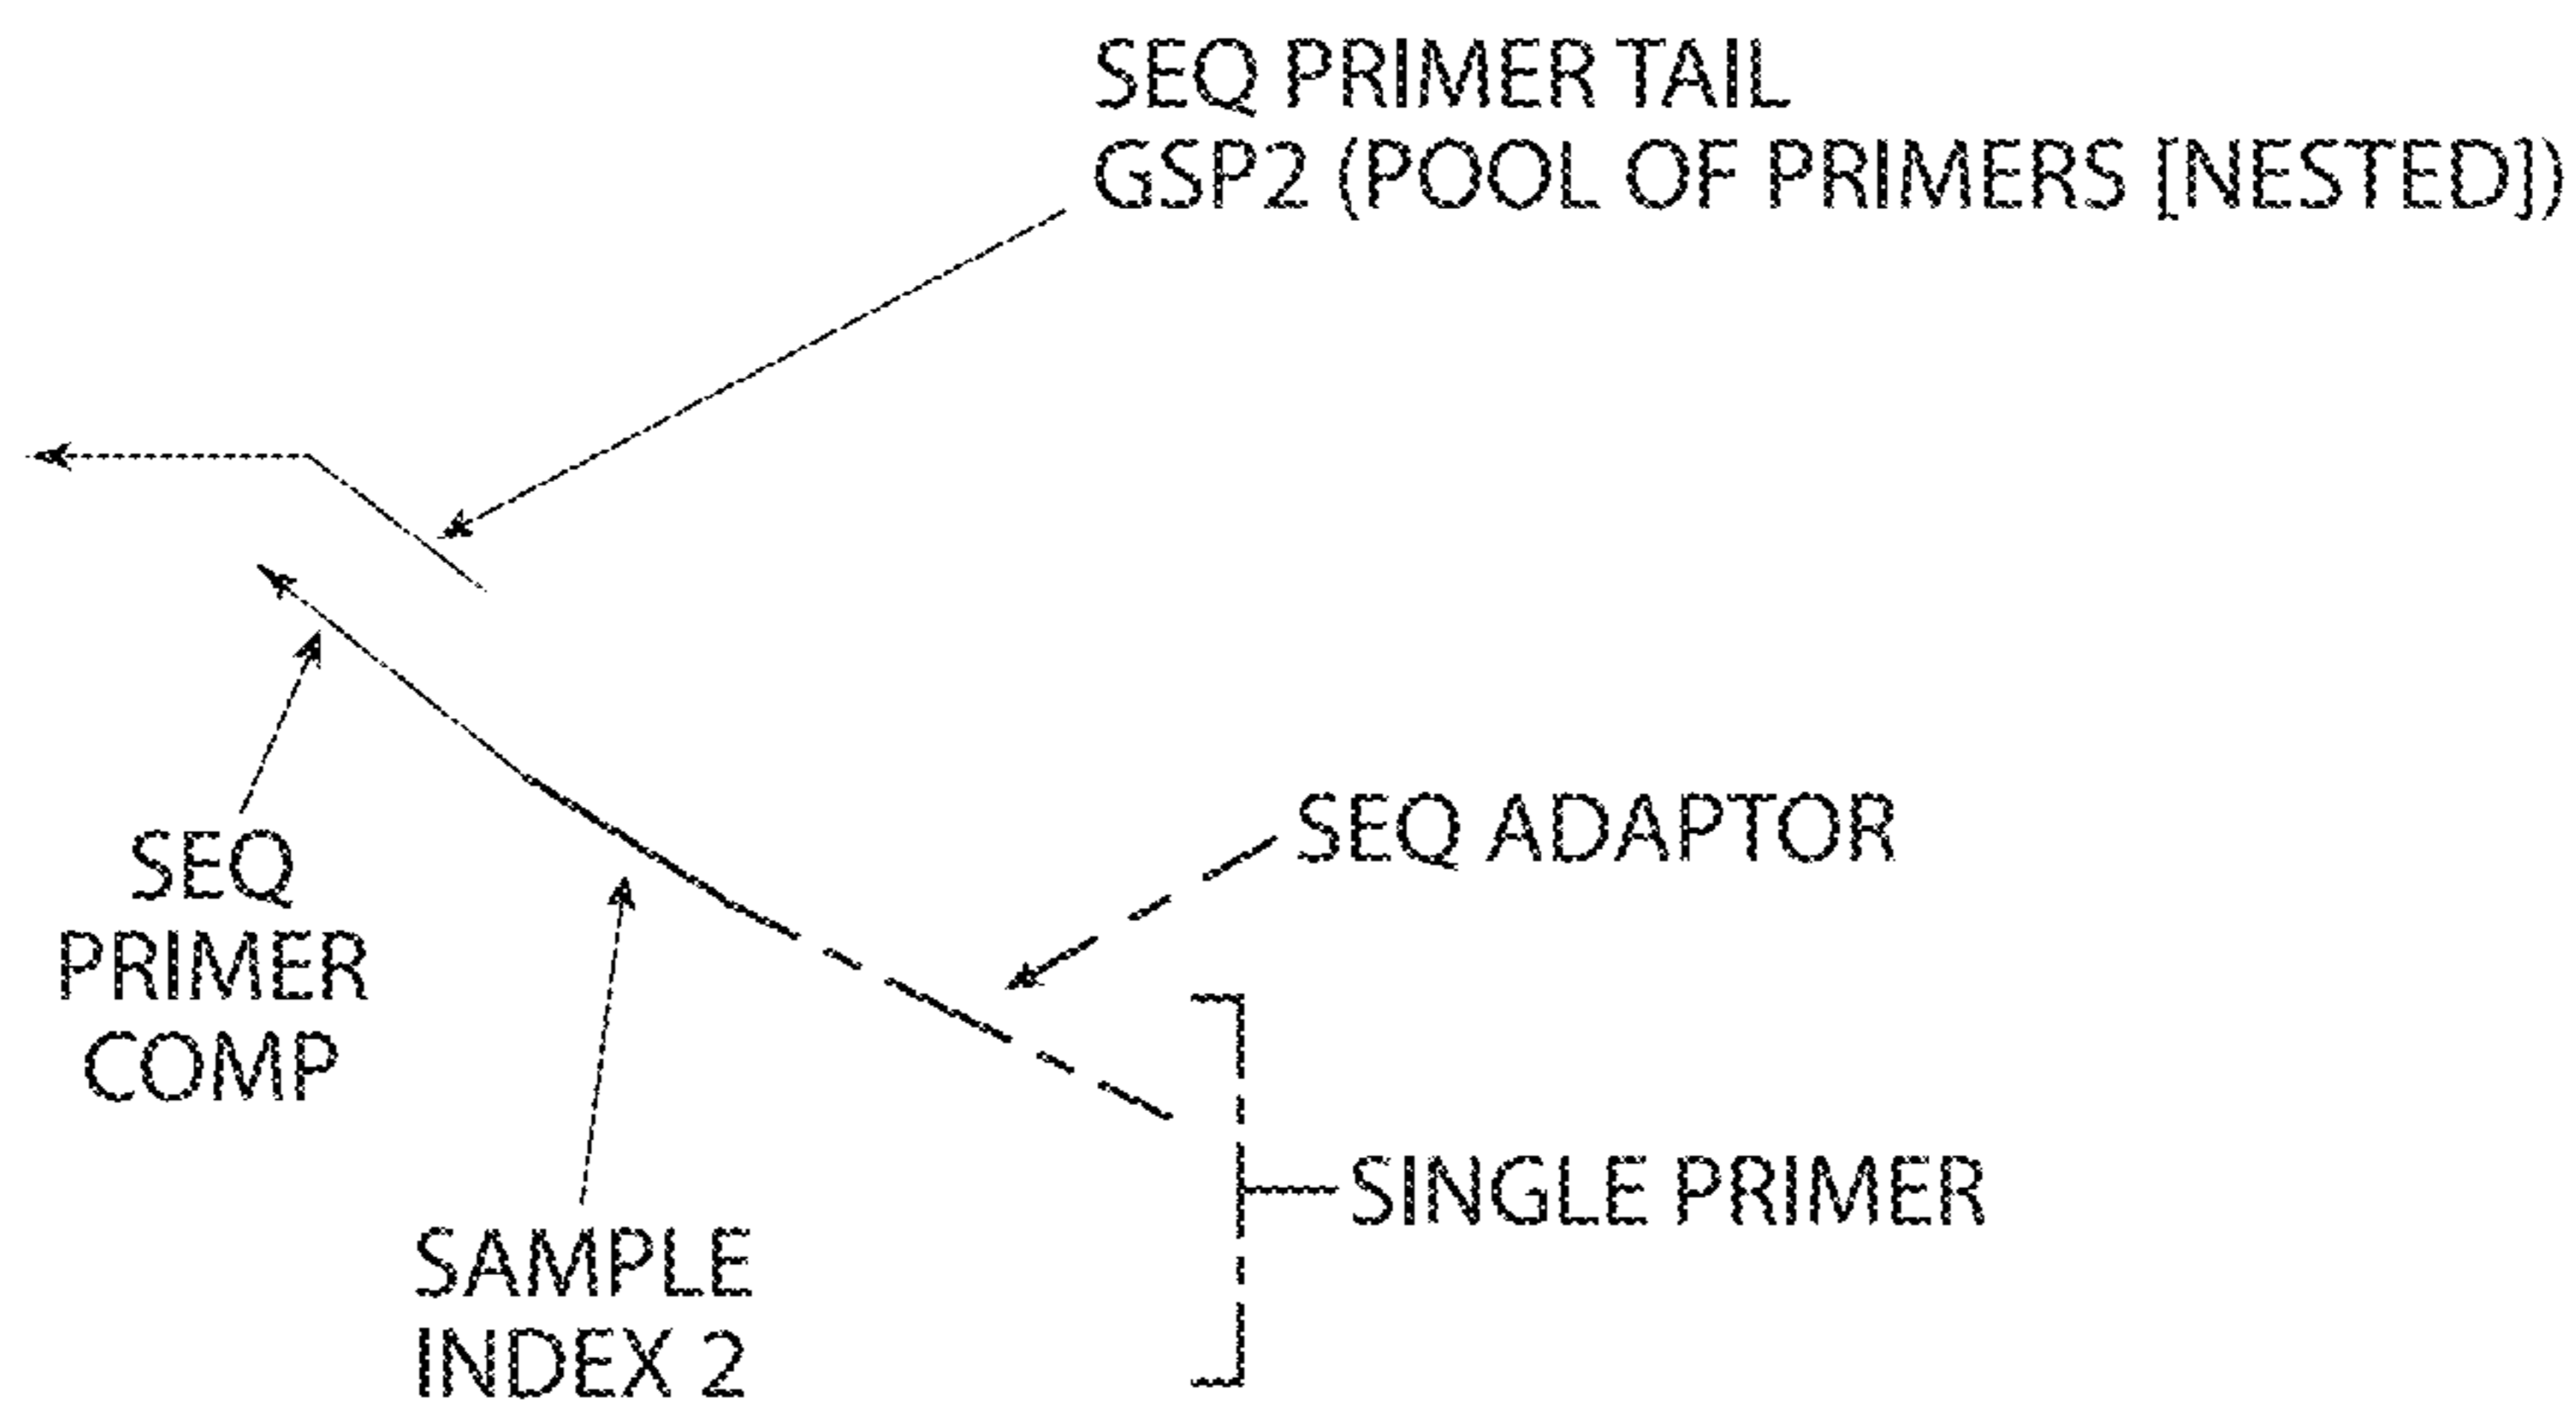 SEQ PRIMER TAIL
GSP2 (POOL OF PRIMERS [NESTED])
SEQ
PRIMER
COMP
SEQ ADAPTOR
SINGLE PRIMER
SAMPLE
INDEX 2